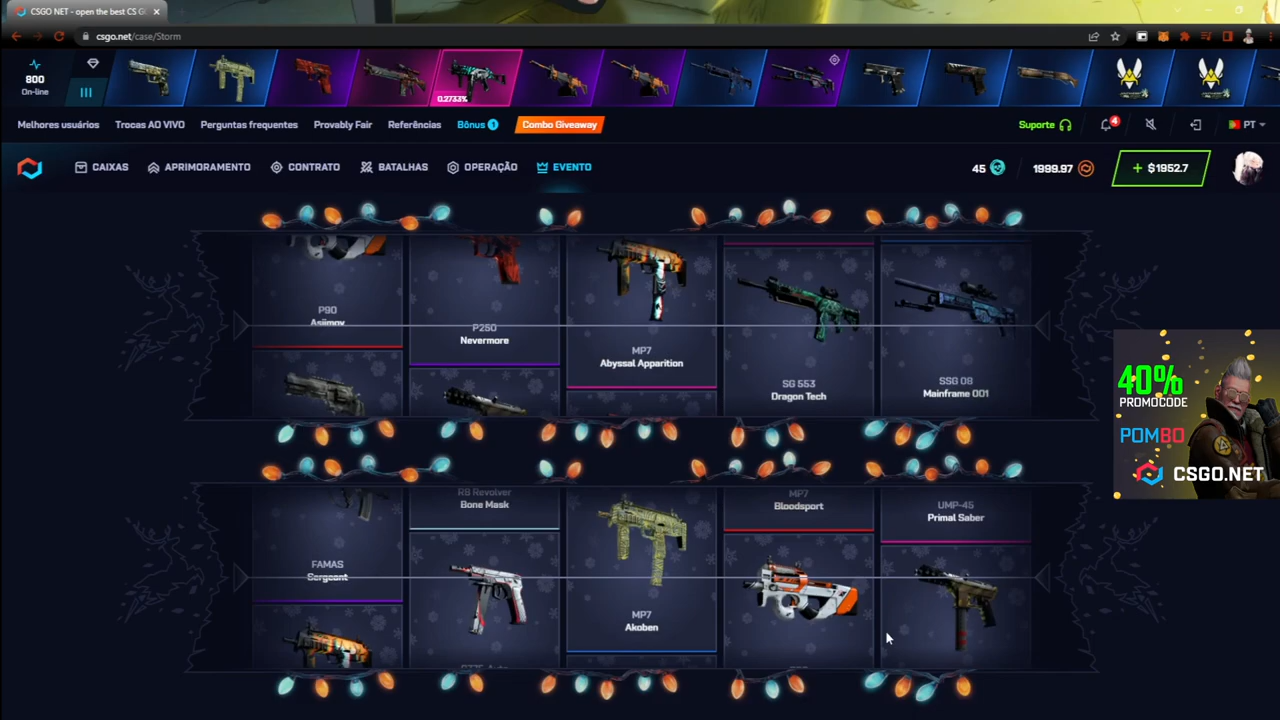 CSGO NET - open the best CS G
csgo.net/case/Storm
800
On-line
0.2733%
Melhores usuários
Trocas AO VIVO
Perguntas frequentes
Provably Fair
Referências
Bônus 1
Combo Giveaway
Suporte
4
PT
CAIXAS
APRIMORAMENTO
CONTRATO
BATALHAS
OPERAÇÃO
EVENTO
45
1999.97
+ $1952.7
P90
Asiimov
P250
Nevermore
MP7
Abyssal Apparition
SG 553
Dragon Tech
SSG 08
Mainframe 001
40%
PROMOCODE
POMBO
CSGO.NET
FAMAS
Sergeant
R8 Revolver
Bone Mask
MP7
Akoben
MP7
Bloodsport
UMP-45
Primal Saber